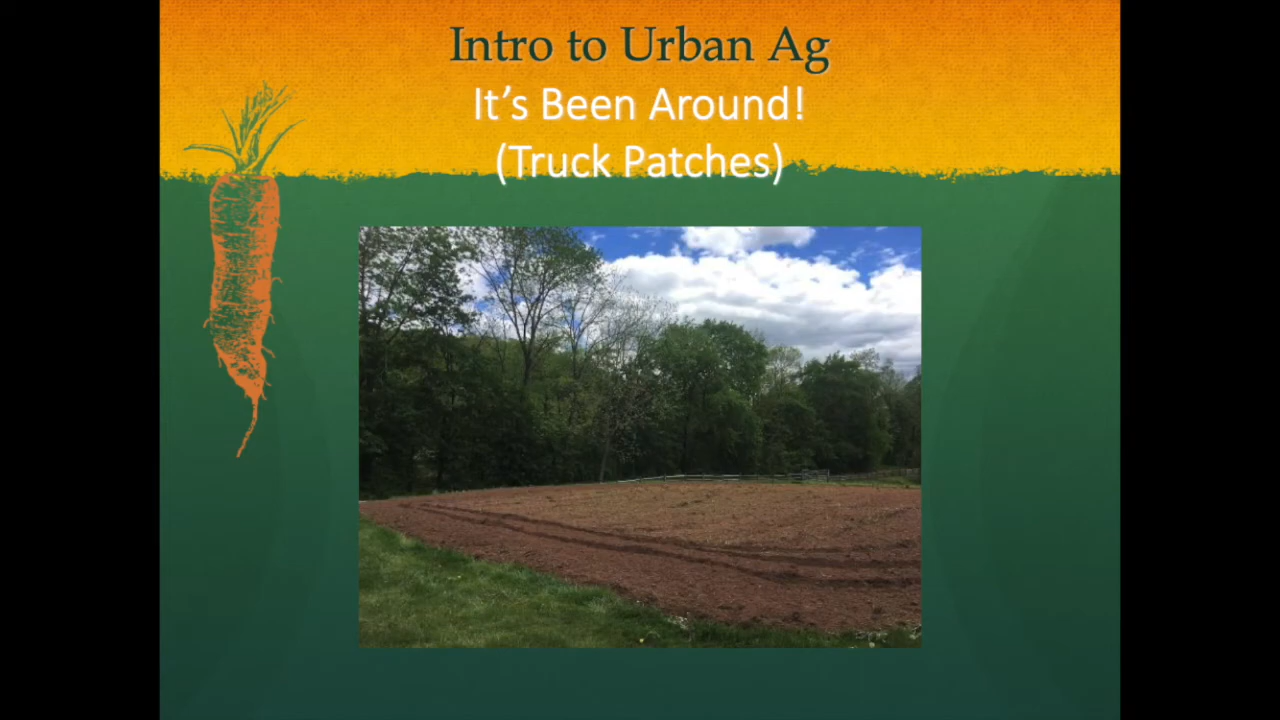 Intro to Urban Ag
It’s Been Around!
(Truck Patches)